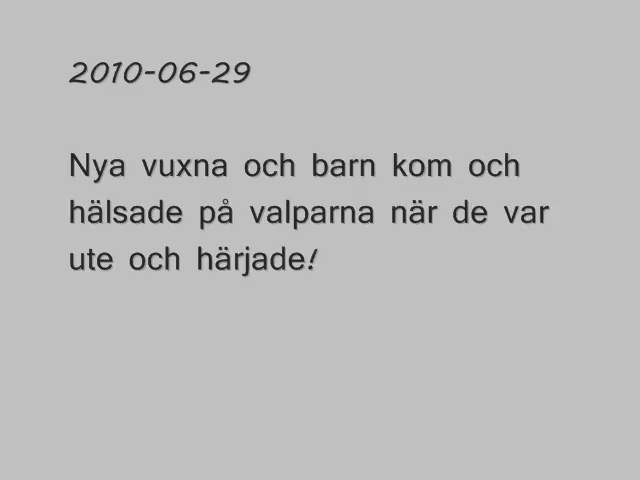 2010-06-29
Nya vuxna och barn kom och
hälsade på valparna när de var
ute och härjade!